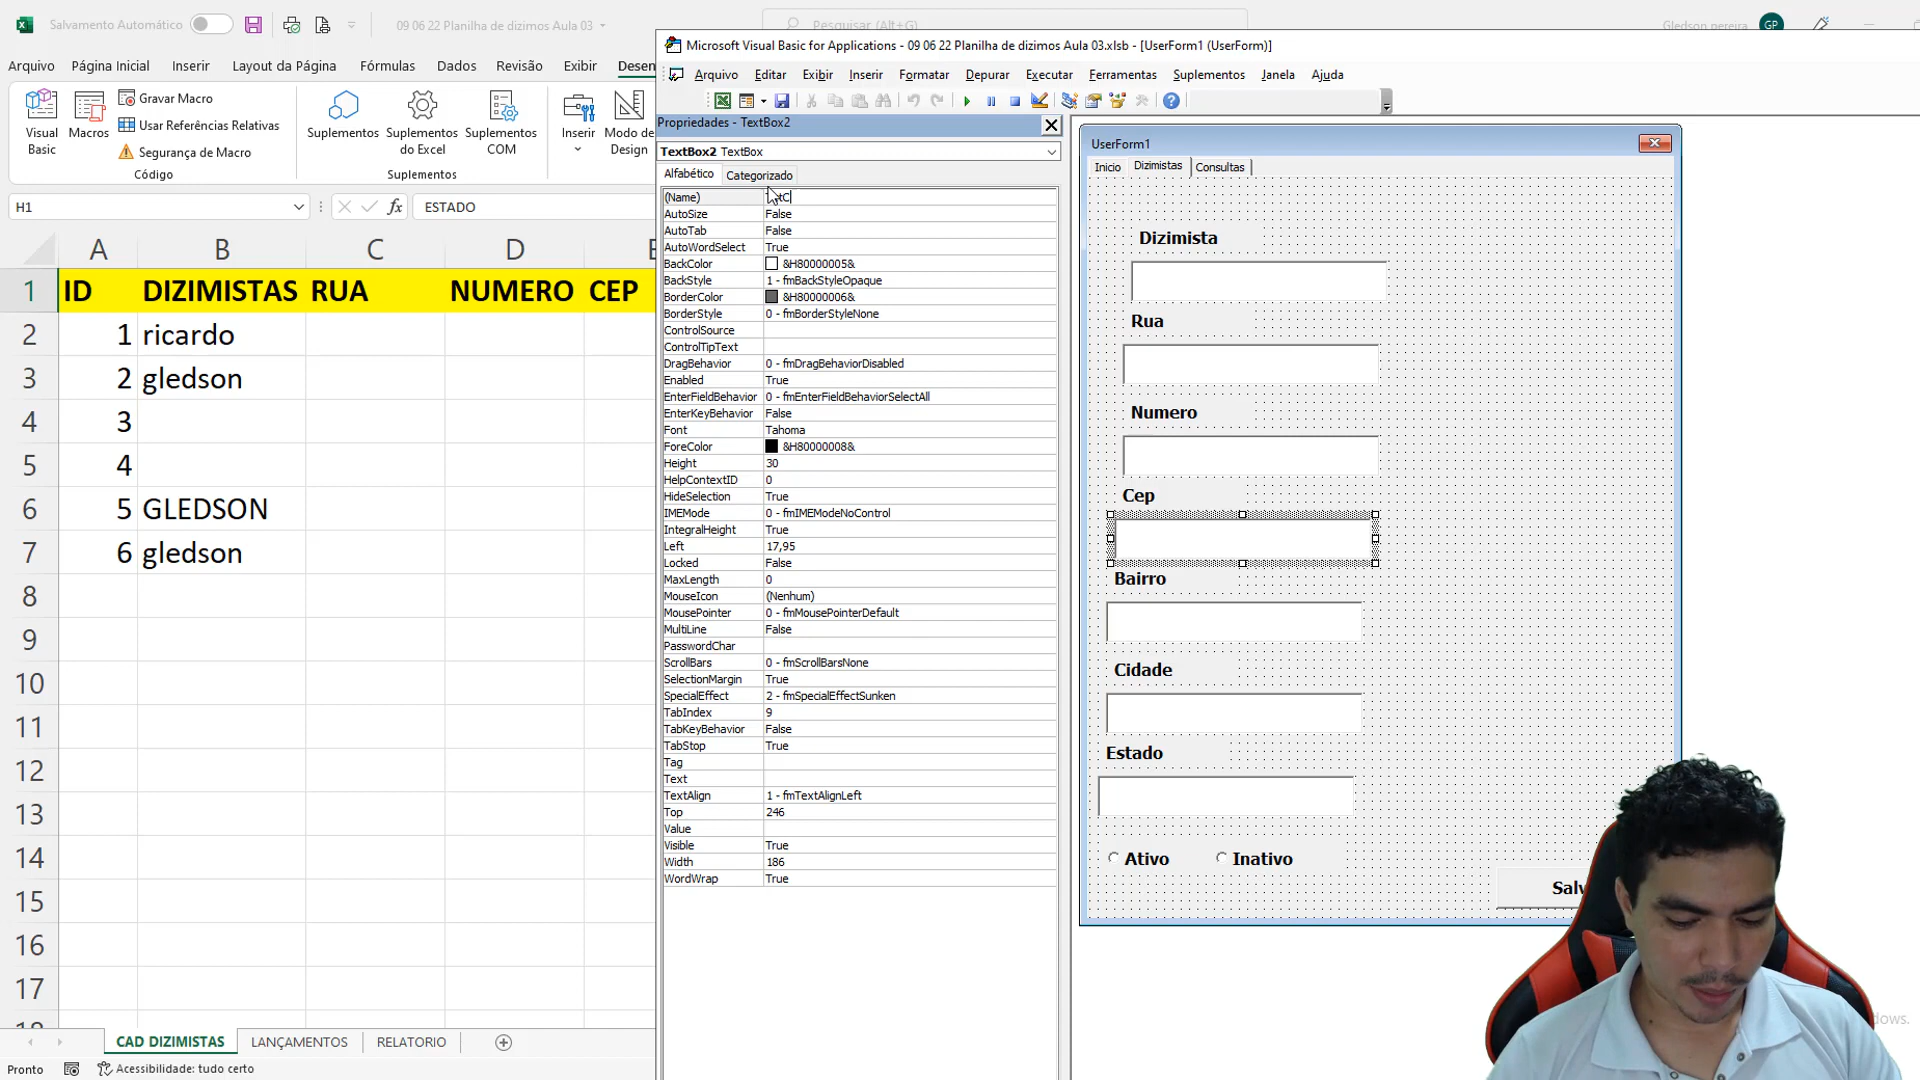 Salvamento Automático
09 06 22 Planilha de dizimos Aula 03
Pesquisar (Alt+G)
Gledson pereira
GP
Arquivo
Página Inicial
Inserir
Layout da Página
Fórmulas
Dados
Revisão
Exibir
Desen
Visual Basic
Macros
Gravar Macro
Usar Referências Relativas
Segurança de Macro
Código
Suplementos
Suplementos do Excel
Suplementos COM
Suplementos
Inserir
Modo de Design
H1
ESTADO
A B C D
1 ID DIZIMISTAS RUA NUMERO CEP
2 1 ricardo
3 2 gledson
4 3
5 4
6 5 GLEDSON
7 6 gledson
8
9
10
11
12
13
14
15
16
17
CAD DIZIMISTAS
LANÇAMENTOS
RELATORIO
Pronto
Acessibilidade: tudo certo
Microsoft Visual Basic for Applications - 09 06 22 Planilha de dizimos Aula 03.xlsb - [UserForm1 (UserForm)]
Arquivo Editar Exibir Inserir Formatar Depurar Executar Ferramentas Suplementos Janela Ajuda
Propriedades - TextBox2
TextBox2 TextBox
Alfabético
Categorizado
(Name)
AutoSize False
AutoTab False
AutoWordSelect True
BackColor &H80000005&
BackStyle 1 - fmBackStyleOpaque
BorderColor &H80000006&
BorderStyle 0 - fmBorderStyleNone
ControlSource
ControlTipText
DragBehavior 0 - fmDragBehaviorDisabled
Enabled True
EnterFieldBehavior 0 - fmEnterFieldBehaviorSelectAll
EnterKeyBehavior False
Font Tahoma
ForeColor &H80000008&
Height 30
HelpContextID 0
HideSelection True
IMEMode 0 - fmIMEModeNoControl
IntegralHeight True
Left 17,95
Locked False
MaxLength 0
MouseIcon (Nenhum)
MousePointer 0 - fmMousePointerDefault
MultiLine False
PasswordChar
ScrollBars 0 - fmScrollBarsNone
SelectionMargin True
SpecialEffect 2 - fmSpecialEffectSunken
TabIndex 9
TabKeyBehavior False
TabStop True
Tag
Text
TextAlign 1 - fmTextAlignLeft
Top 246
Value
Visible True
Width 186
WordWrap True
UserForm1
Inicio
Dizimistas
Consultas
Dizimista
Rua
Numero
Cep
Bairro
Cidade
Estado
Ativo
Inativo
Salv